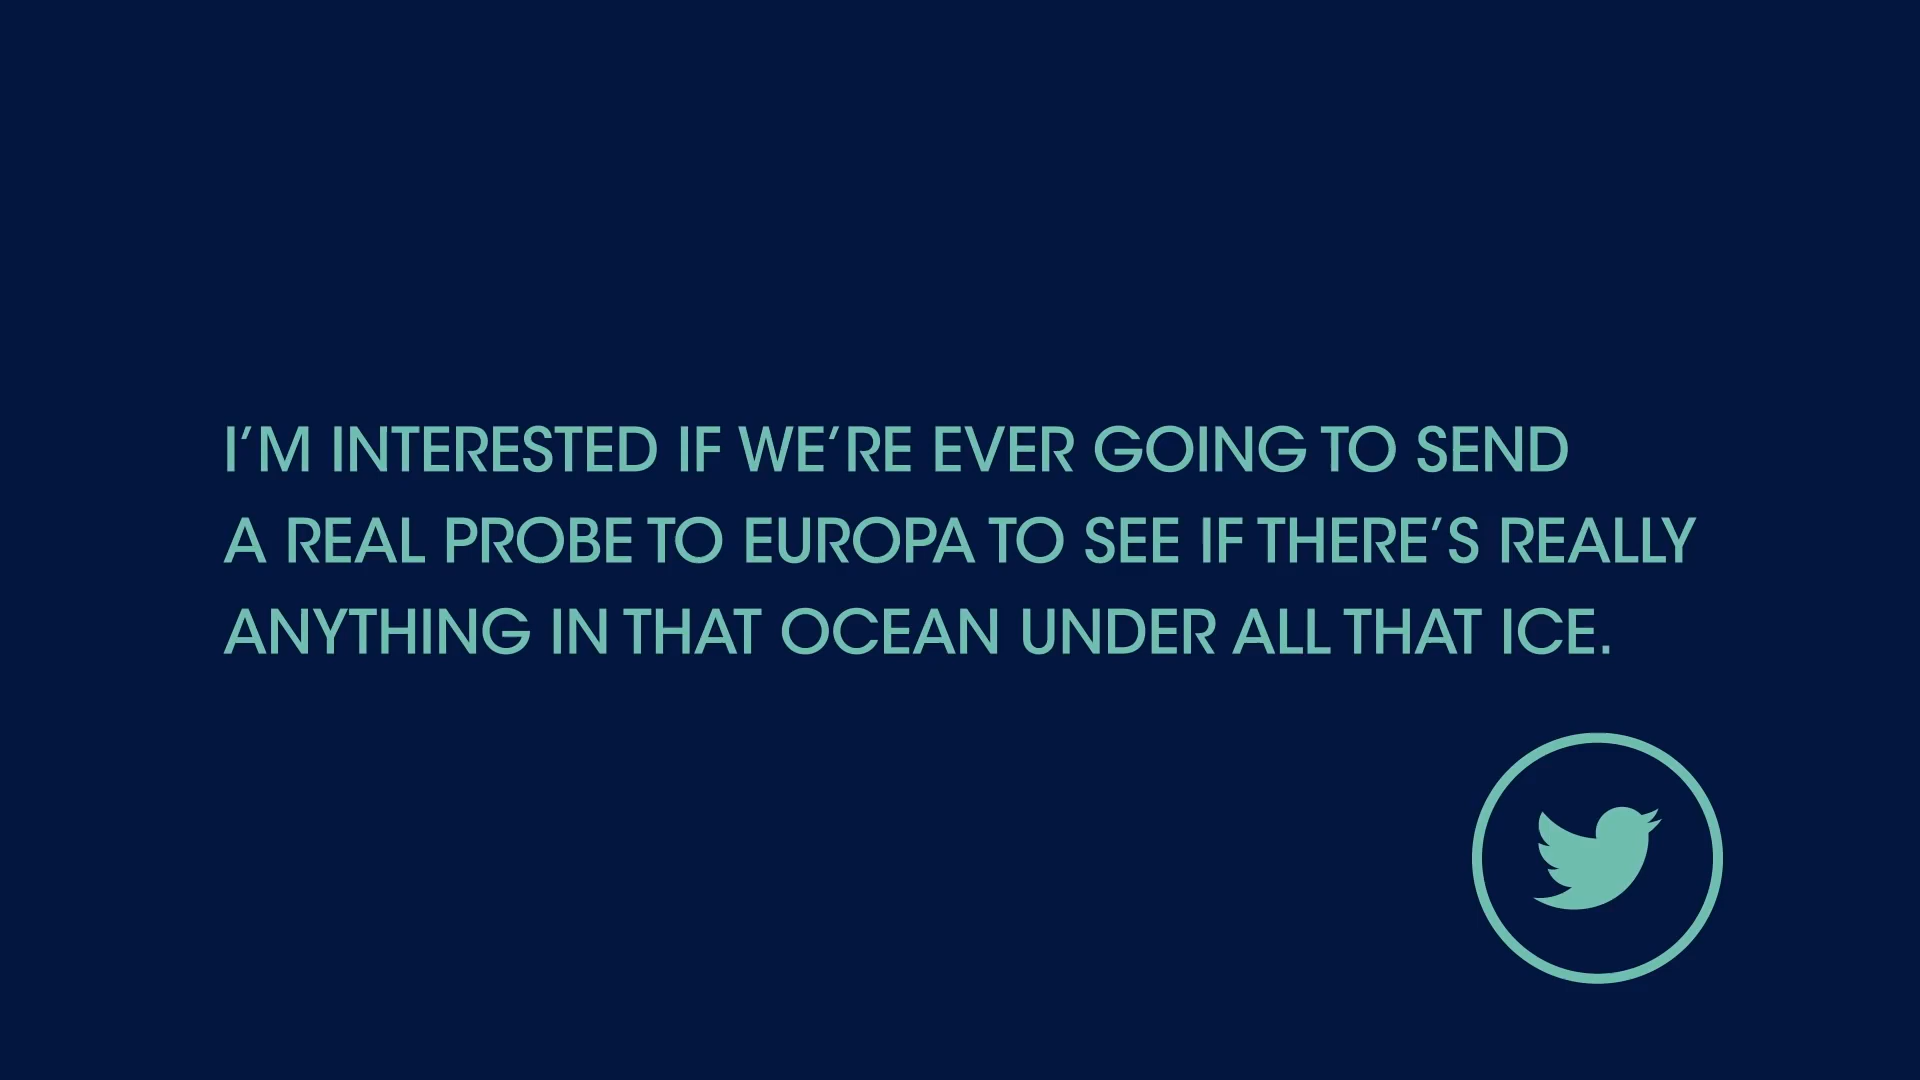 I’M INTERESTED IF WE’RE EVER GOING TO SEND
A REAL PROBE TO EUROPA TO SEE IF THERE’S REALLY
ANYTHING IN THAT OCEAN UNDER ALL THAT ICE.